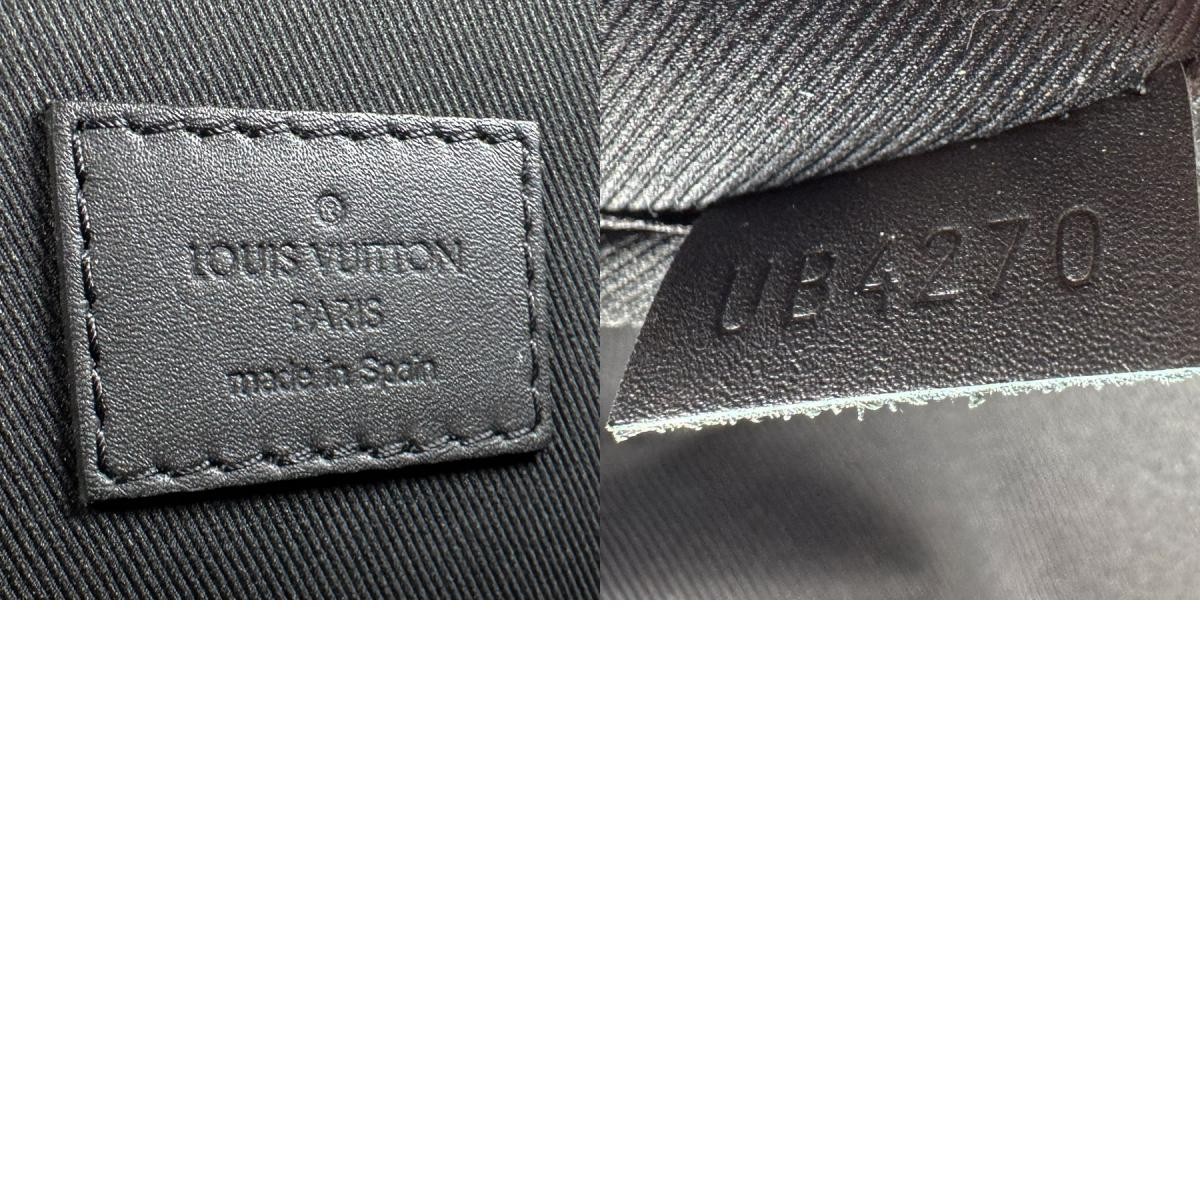 ®
LOUIS VUITTON
PARIS
made in Spain
UB4270